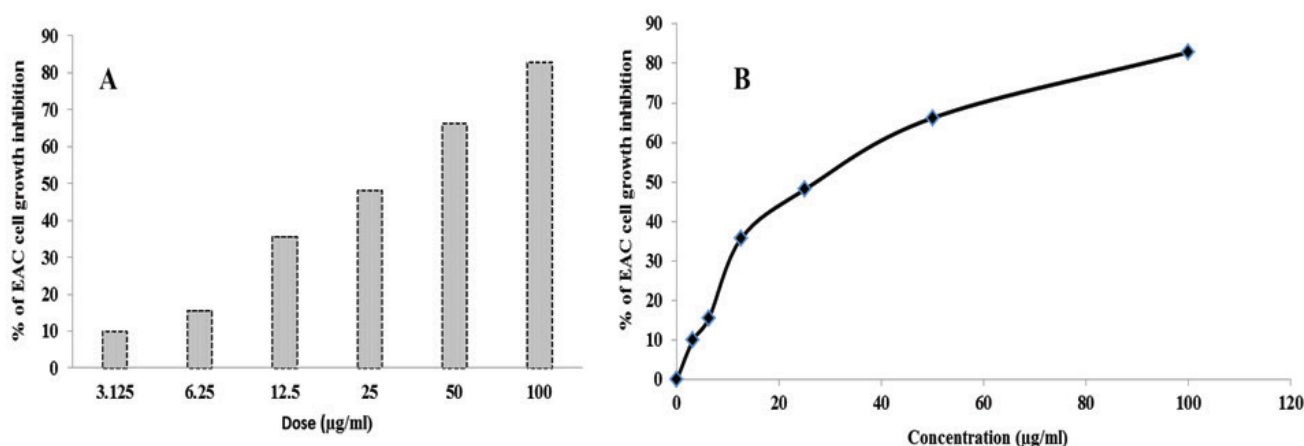 A
% of EAC cell growth inhibition
90
80
70
60
50
40
30
20
10
0
3.125 6.25 12.5 25 50 100
Dose (µg/ml)
B
% of EAC cell growth inhibition
90
80
70
60
50
40
30
20
10
0
0 20 40 60 80 100 120
Concentration (µg/ml)